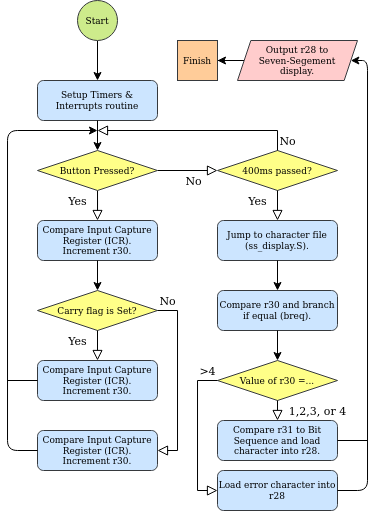 Start
Setup Timers &
Interrupts routine
Button Pressed?
Yes
No
Compare Input Capture
Register (ICR).
Increment r30.
Carry flag is Set?
Yes
No
Compare Input Capture
Register (ICR).
Increment r30.
Compare Input Capture
Register (ICR).
Increment r30.
400ms passed?
No
Yes
Jump to character file
(ss_display.S).
Compare r30 and branch
if equal (breq).
Value of r30 =...
>4
1,2,3, or 4
Compare r31 to Bit
Sequence and load
character into r28.
Load error character into
r28
Output r28 to
Seven-Segement
display.
Finish